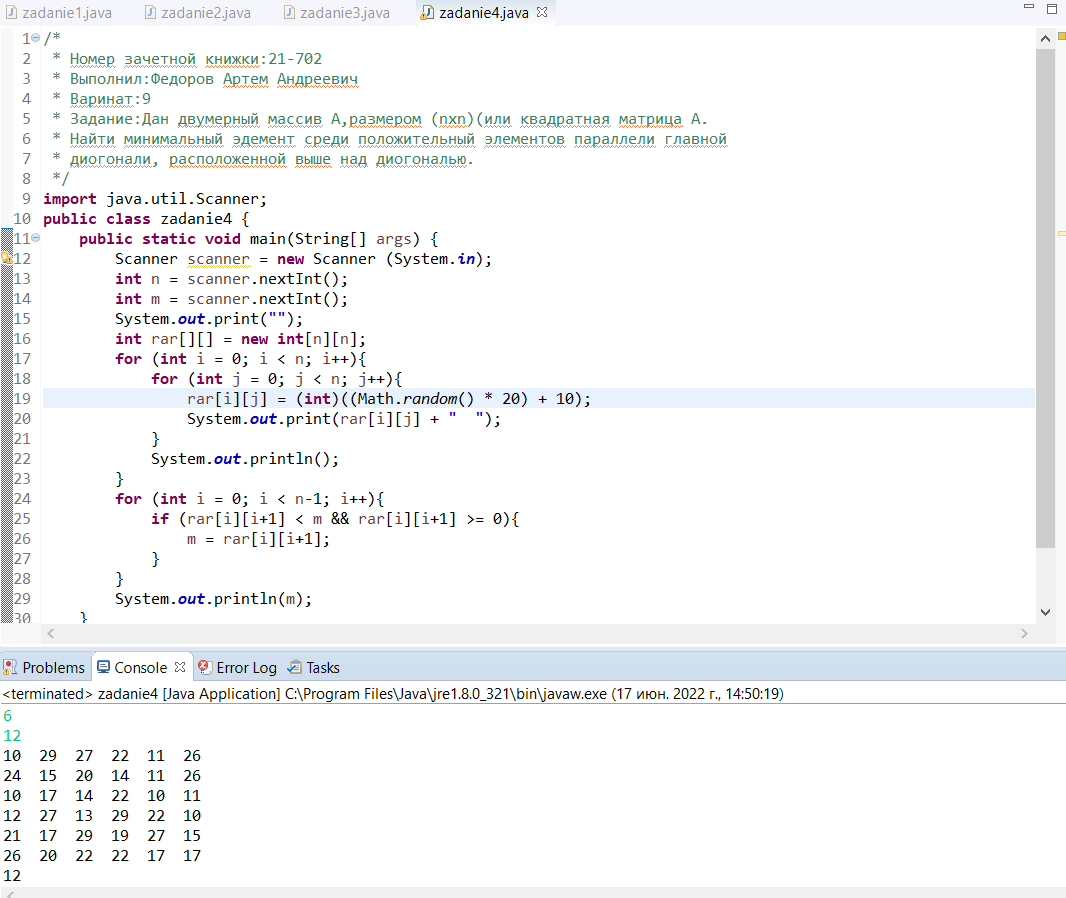 zadanie1.java zadanie2.java zadanie3.java zadanie4.java
1 /*
2 * Номер зачетной книжки:21-702
3 * Выполнил:Федоров Артем Андреевич
4 * Варинат:9
5 * Задание:Дан двумерный массив А,размером (nxn)(или квадратная матрица А.
6 * Найти минимальный эдемент среди положительный элементов параллели главной
7 * диогонали, расположенной выше над диогональю.
8 */
9 import java.util.Scanner;
10 public class zadanie4 {
11 public static void main(String[] args) {
12 Scanner scanner = new Scanner (System.in);
13 int n = scanner.nextInt();
14 int m = scanner.nextInt();
15 System.out.print("");
16 int rar[][] = new int[n][n];
17 for (int i = 0; i < n; i++){
18 for (int j = 0; j < n; j++){
19 rar[i][j] = (int)((Math.random() * 20) + 10);
20 System.out.print(rar[i][j] + "  ");
21 }
22 System.out.println();
23 }
24 for (int i = 0; i < n-1; i++){
25 if (rar[i][i+1] < m && rar[i][i+1] >= 0){
26 m = rar[i][i+1];
27 }
28 }
29 System.out.println(m);
30 }
Problems Console Error Log Tasks
<terminated> zadanie4 [Java Application] C:\Program Files\Java\jre1.8.0_321\bin\javaw.exe (17 июн. 2022 г., 14:50:19)
6
12
10 29 27 22 11 26
24 15 20 14 11 26
10 17 14 22 10 11
12 27 13 29 22 10
21 17 29 19 27 15
26 20 22 22 17 17
12